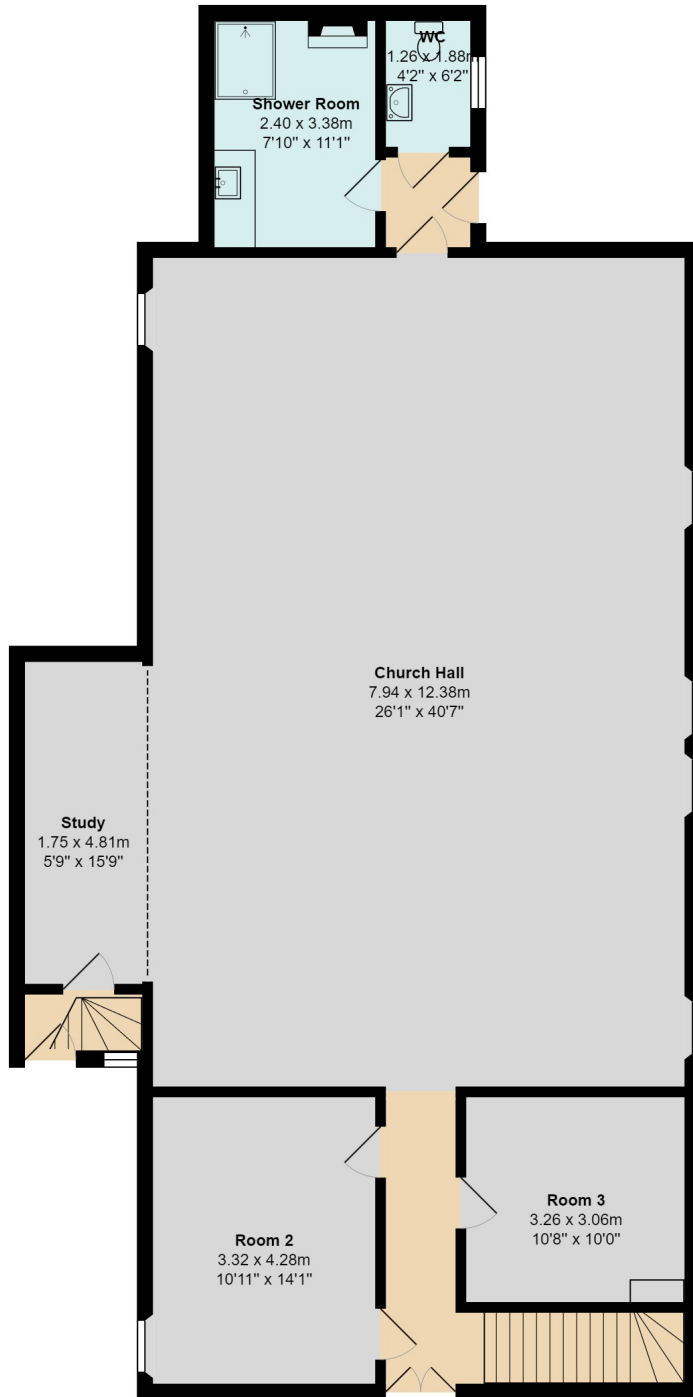 Shower Room
2.40 x 3.38m
7'10" x 11'1"
WC
1.26 x 1.88m
4'2" x 6'2"
Church Hall
7.94 x 12.38m
26'1" x 40'7"
Study
1.75 x 4.81m
5'9" x 15'9"
Room 2
3.32 x 4.28m
10'11" x 14'1"
Room 3
3.26 x 3.06m
10'8" x 10'0"